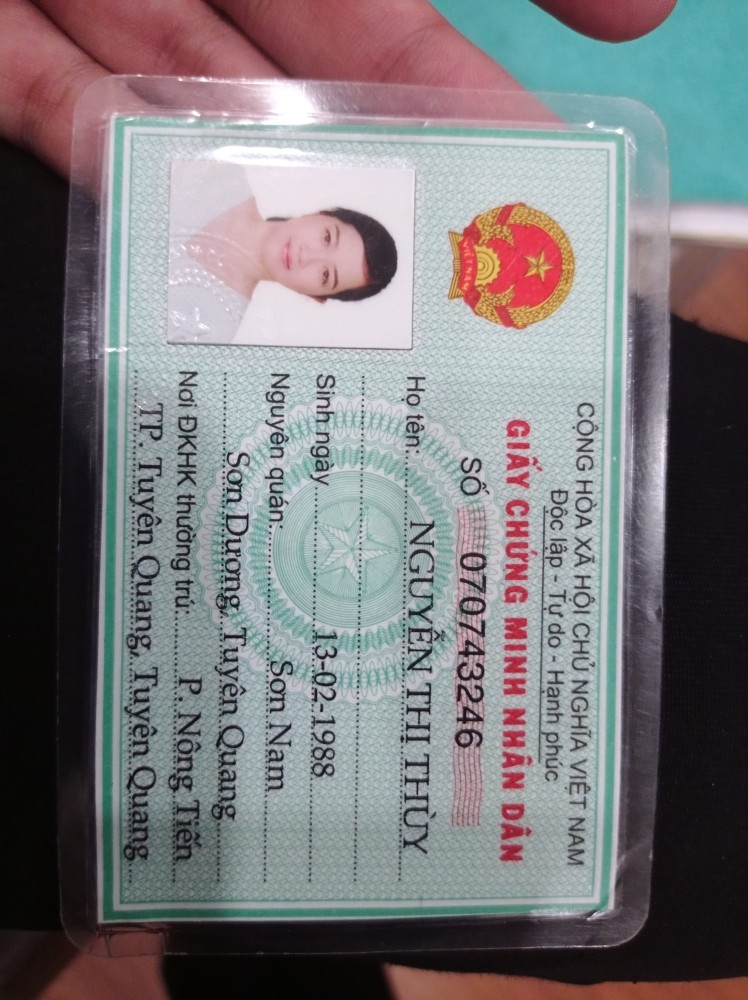 CỘNG HÒA XÃ HỘI CHỦ NGHĨA VIỆT NAM
Độc lập - Tự do - Hạnh phúc
GIẤY CHỨNG MINH NHÂN DÂN
SỐ 070743246
Họ tên: NGUYỄN THỊ THÙY
Sinh ngày 13-02-1988
Nguyên quán: Sơn Nam
Sơn Dương, Tuyên Quang
Nơi ĐKHK thường trú: P. Nông Tiến
TP. Tuyên Quang, Tuyên Quang
VIỆT NAM